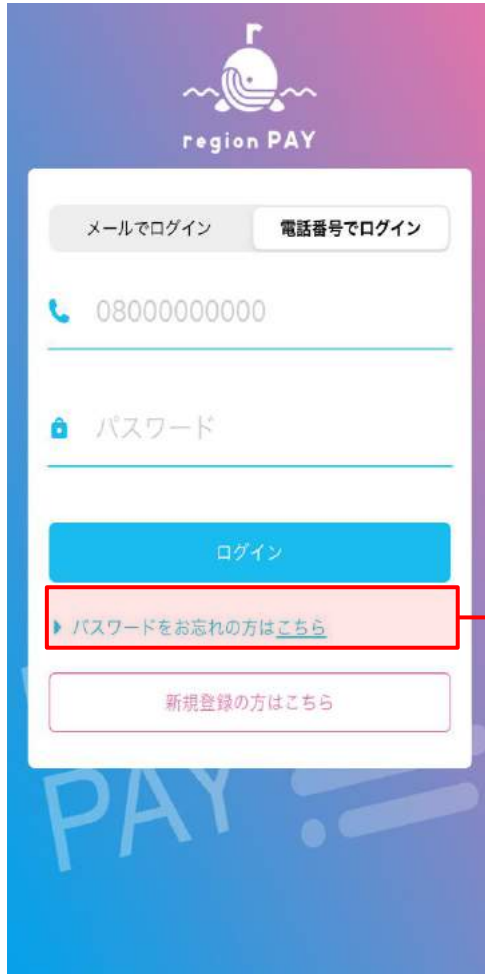 r
region PAY
メールでログイン 電話番号でログイン
08000000000
パスワード
ログイン
パスワードをお忘れの方はこちら
新規登録の方はこちら
PAY